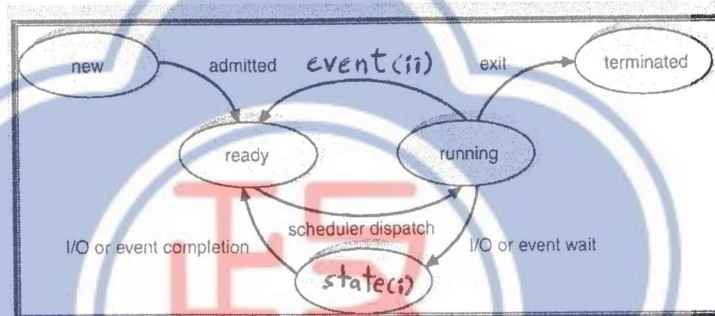 new
admitted
event(ii)
exit
terminated
ready
running
scheduler dispatch
I/O or event completion
I/O or event wait
state(i)